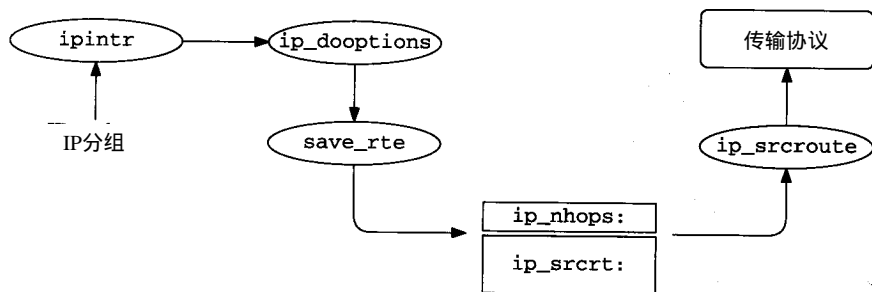 ipintr
ip_dooptions
传输协议
IP分组
save_rte
ip_srcroute
ip_nhops:
ip_srcrt: